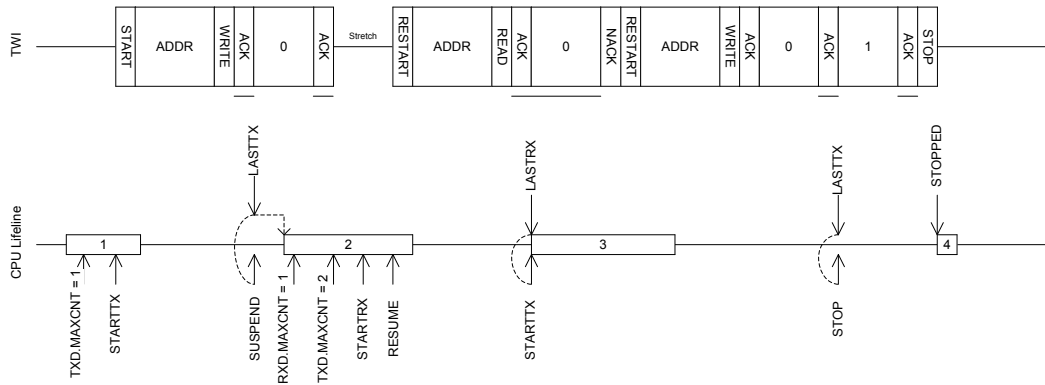 TWI
START
ADDR
WRITE
ACK
0
ACK
Stretch
RESTART
ADDR
READ
ACK
0
NACK
RESTART
ADDR
WRITE
ACK
0
ACK
1
ACK
STOP
LASTTX
LASTRX
LASTTX
STOPPED
CPU Lifeline
1
2
3
4
TXD.MAXCNT = 1
STARTTX
SUSPEND
RXD.MAXCNT = 1
TXD.MAXCNT = 2
STARTRX
RESUME
STARTTX
STOP